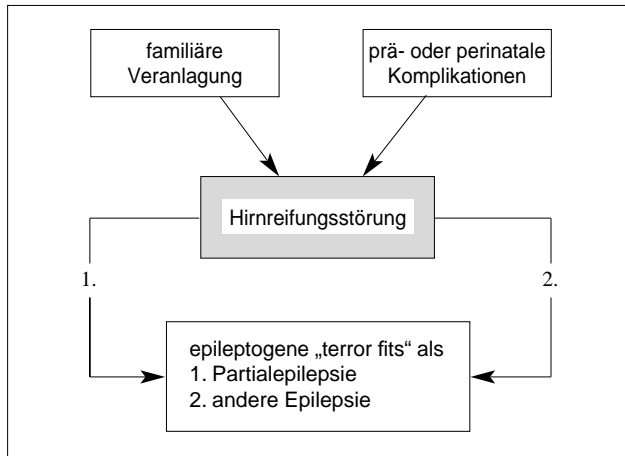 familiäre
Veranlagung
prä- oder perinatale
Komplikationen
Hirnreifungsstörung
1.
2.
epileptogene „terror fits“ als
1. Partialepilepsie
2. andere Epilepsie